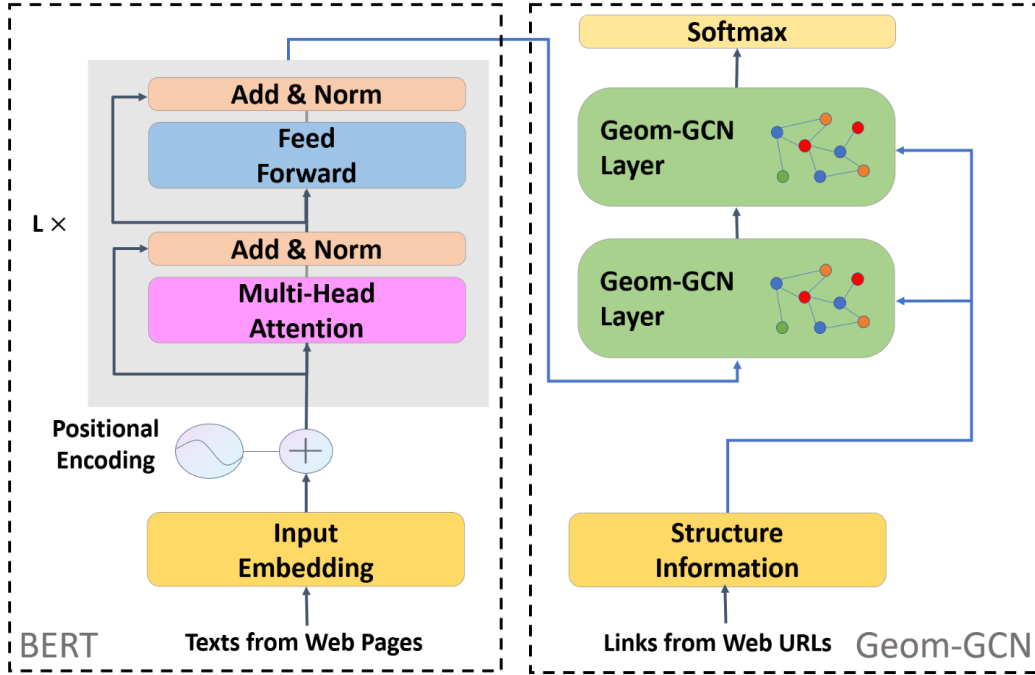 Add & Norm
Feed
Forward
L ×
Add & Norm
Multi-Head
Attention
Positional
Encoding
Input
Embedding
Texts from Web Pages
BERT
Softmax
Geom-GCN
Layer
Geom-GCN
Layer
Structure
Information
Links from Web URLs
Geom-GCN